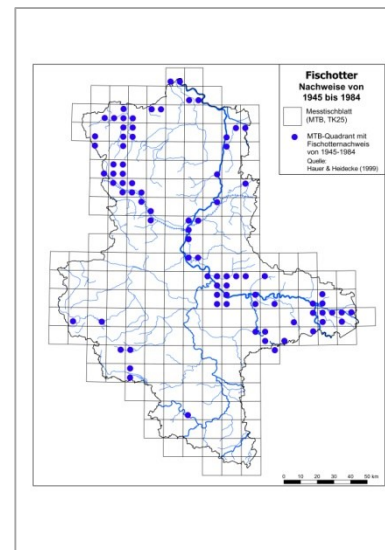 Fischotter
Nachweise von
1945 bis 1984
Messtischblatt
(MTB, TK25)
MTB-Quadrant mit
Fischotternachweis
von 1945-1984
Quelle:
Hauer & Heidecke (1999)
0 10 20 30 40 50 km